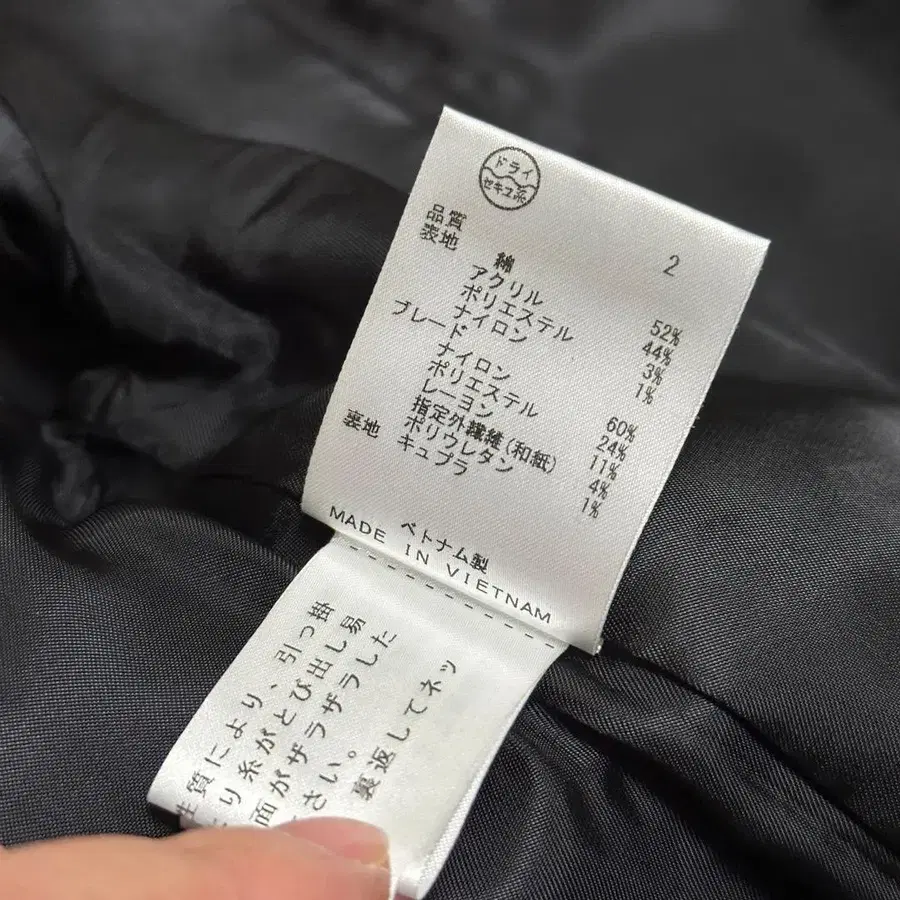 ドライ
セキユ系
2
品質
表地
綿 52%
アクリル 44%
ポリエステル 3%
ナイロン 1%
ブレード
ナイロン 60%
ポリエステル 24%
レーヨン 11%
指定外繊維(和紙) 4%
ポリウレタン 1%
裏地
キュプラ
ベトナム製
MADE IN VIETNAM
性質により、引っ掛
り糸がとび出し易
面がザラザラした
さい。
裏返してネッ